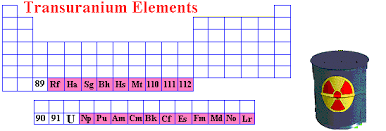 Transuranium Elements
89 Rf Ha Sg Bh Hs Mt 110 111 112
90 91 U Np Pu Am Cm Bk Cf Es Fm Md No Lr